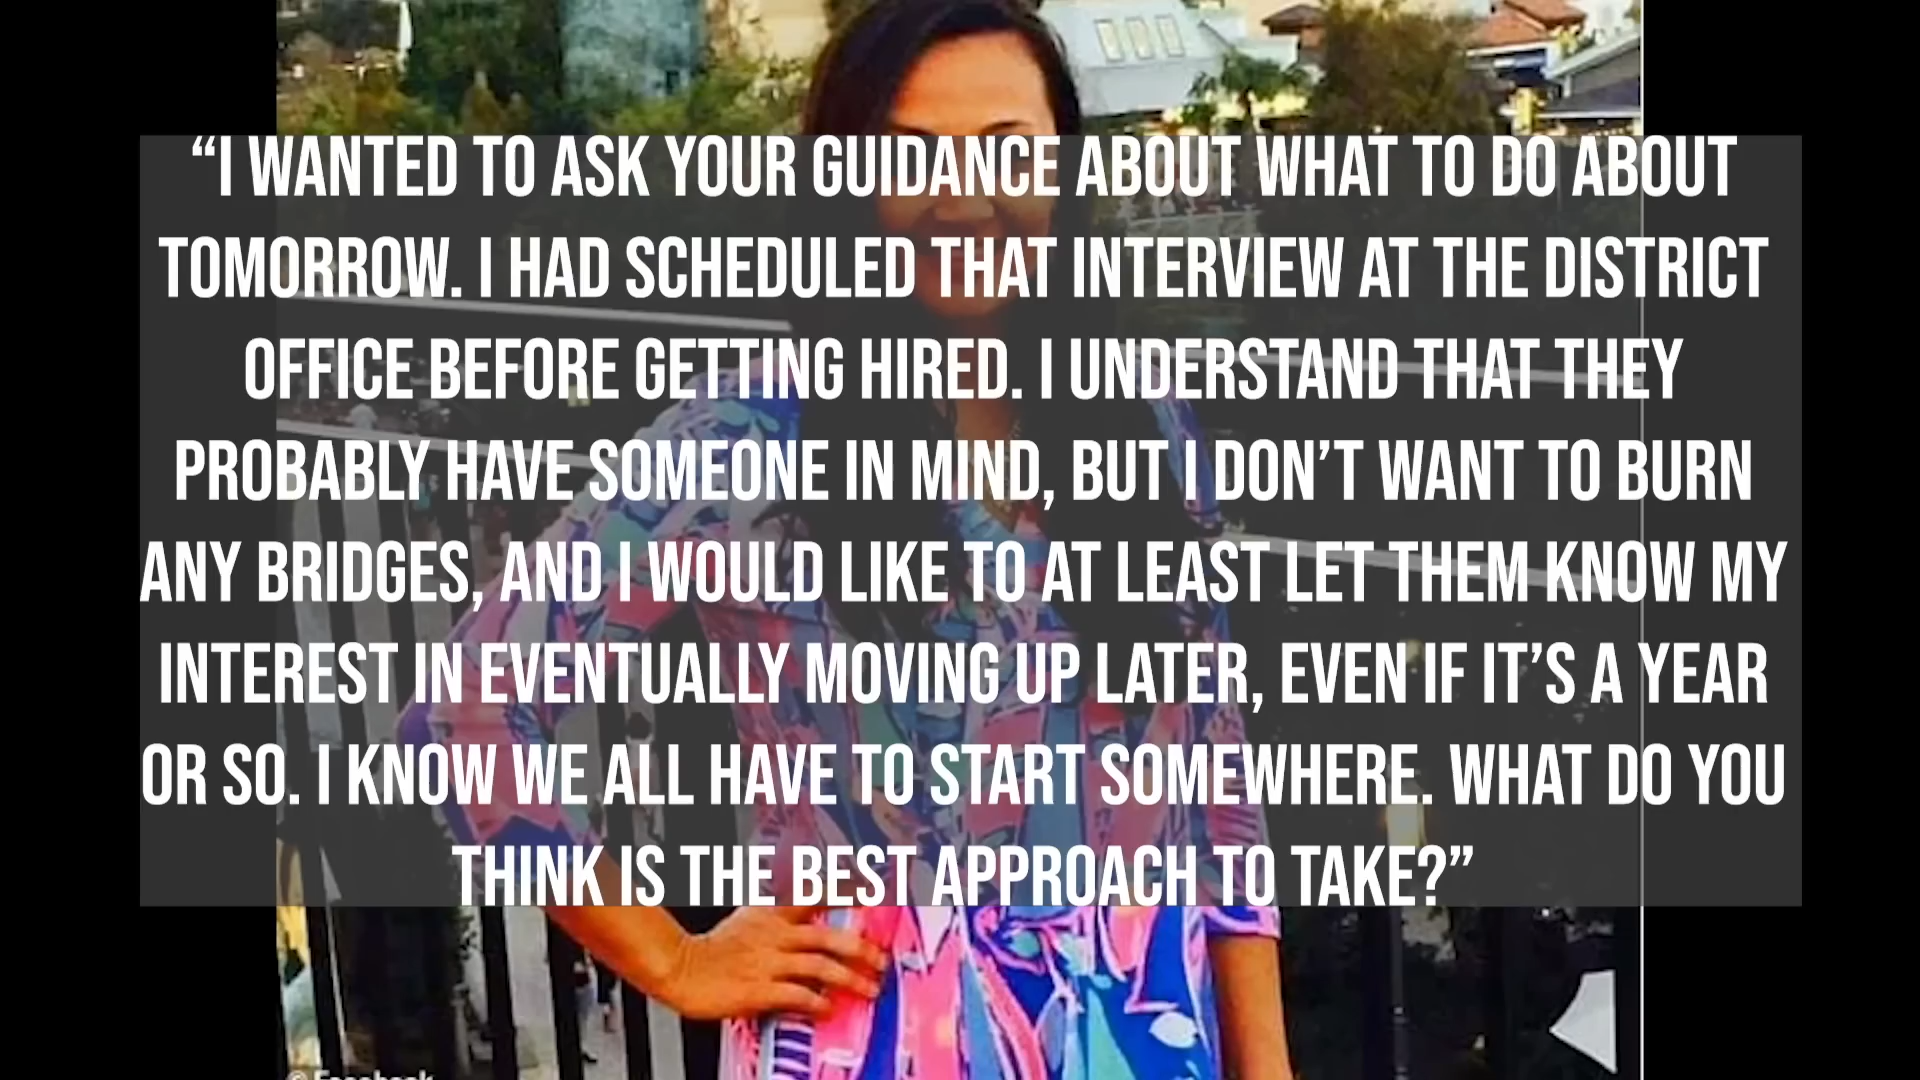 “I WANTED TO ASK YOUR GUIDANCE ABOUT WHAT TO DO ABOUT
TOMORROW. I HAD SCHEDULED THAT INTERVIEW AT THE DISTRICT
OFFICE BEFORE GETTING HIRED. I UNDERSTAND THAT THEY
PROBABLY HAVE SOMEONE IN MIND, BUT I DON’T WANT TO BURN
ANY BRIDGES, AND I WOULD LIKE TO AT LEAST LET THEM KNOW MY
INTEREST IN EVENTUALLY MOVING UP LATER, EVEN IF IT’S A YEAR
OR SO. I KNOW WE ALL HAVE TO START SOMEWHERE. WHAT DO YOU
THINK IS THE BEST APPROACH TO TAKE?”
© Facebook